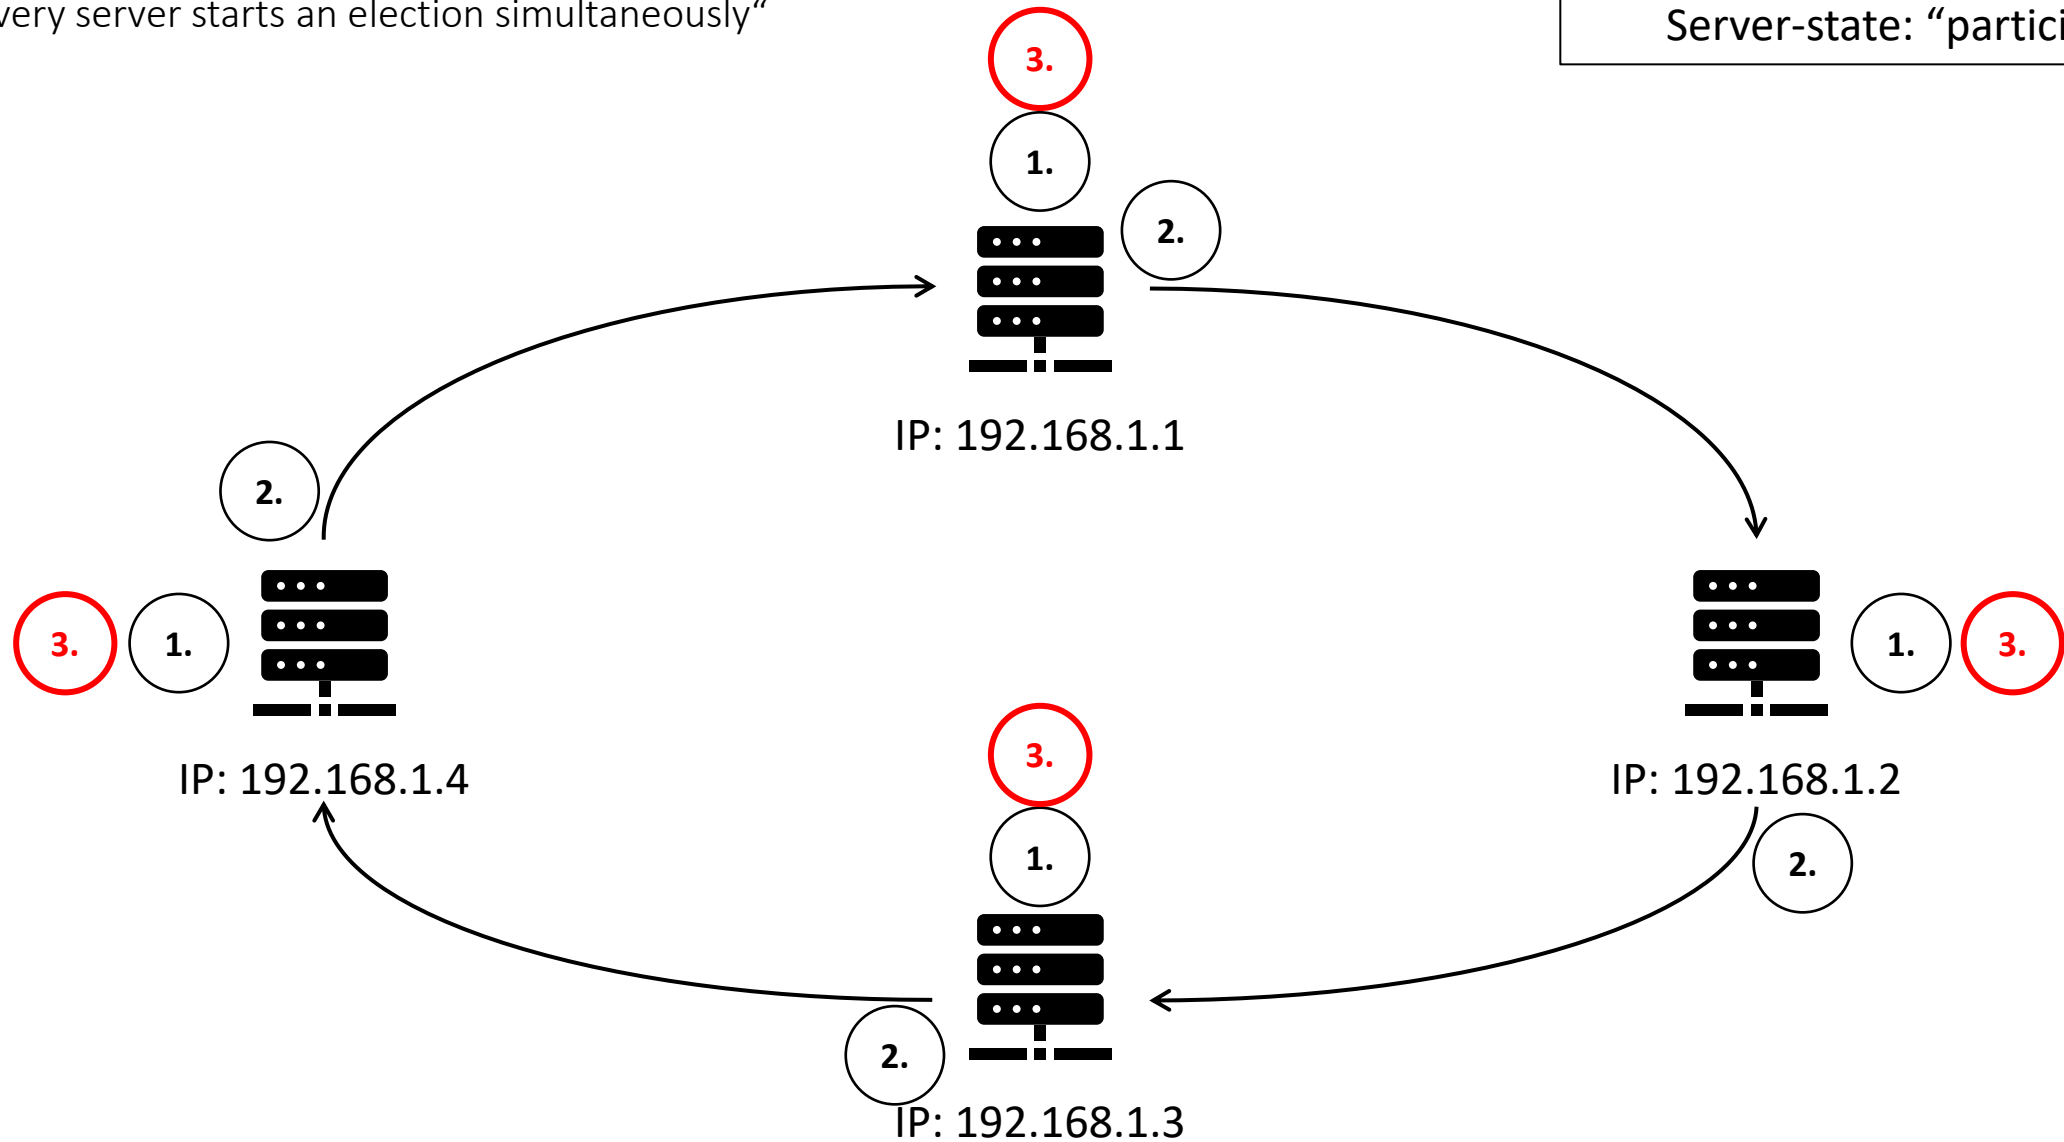 very server starts an election simultaneously“
Server-state: “partici
3.
1.
2.
IP: 192.168.1.1
2.
3.
1.
IP: 192.168.1.4
1.
3.
IP: 192.168.1.2
2.
3.
1.
2.
IP: 192.168.1.3